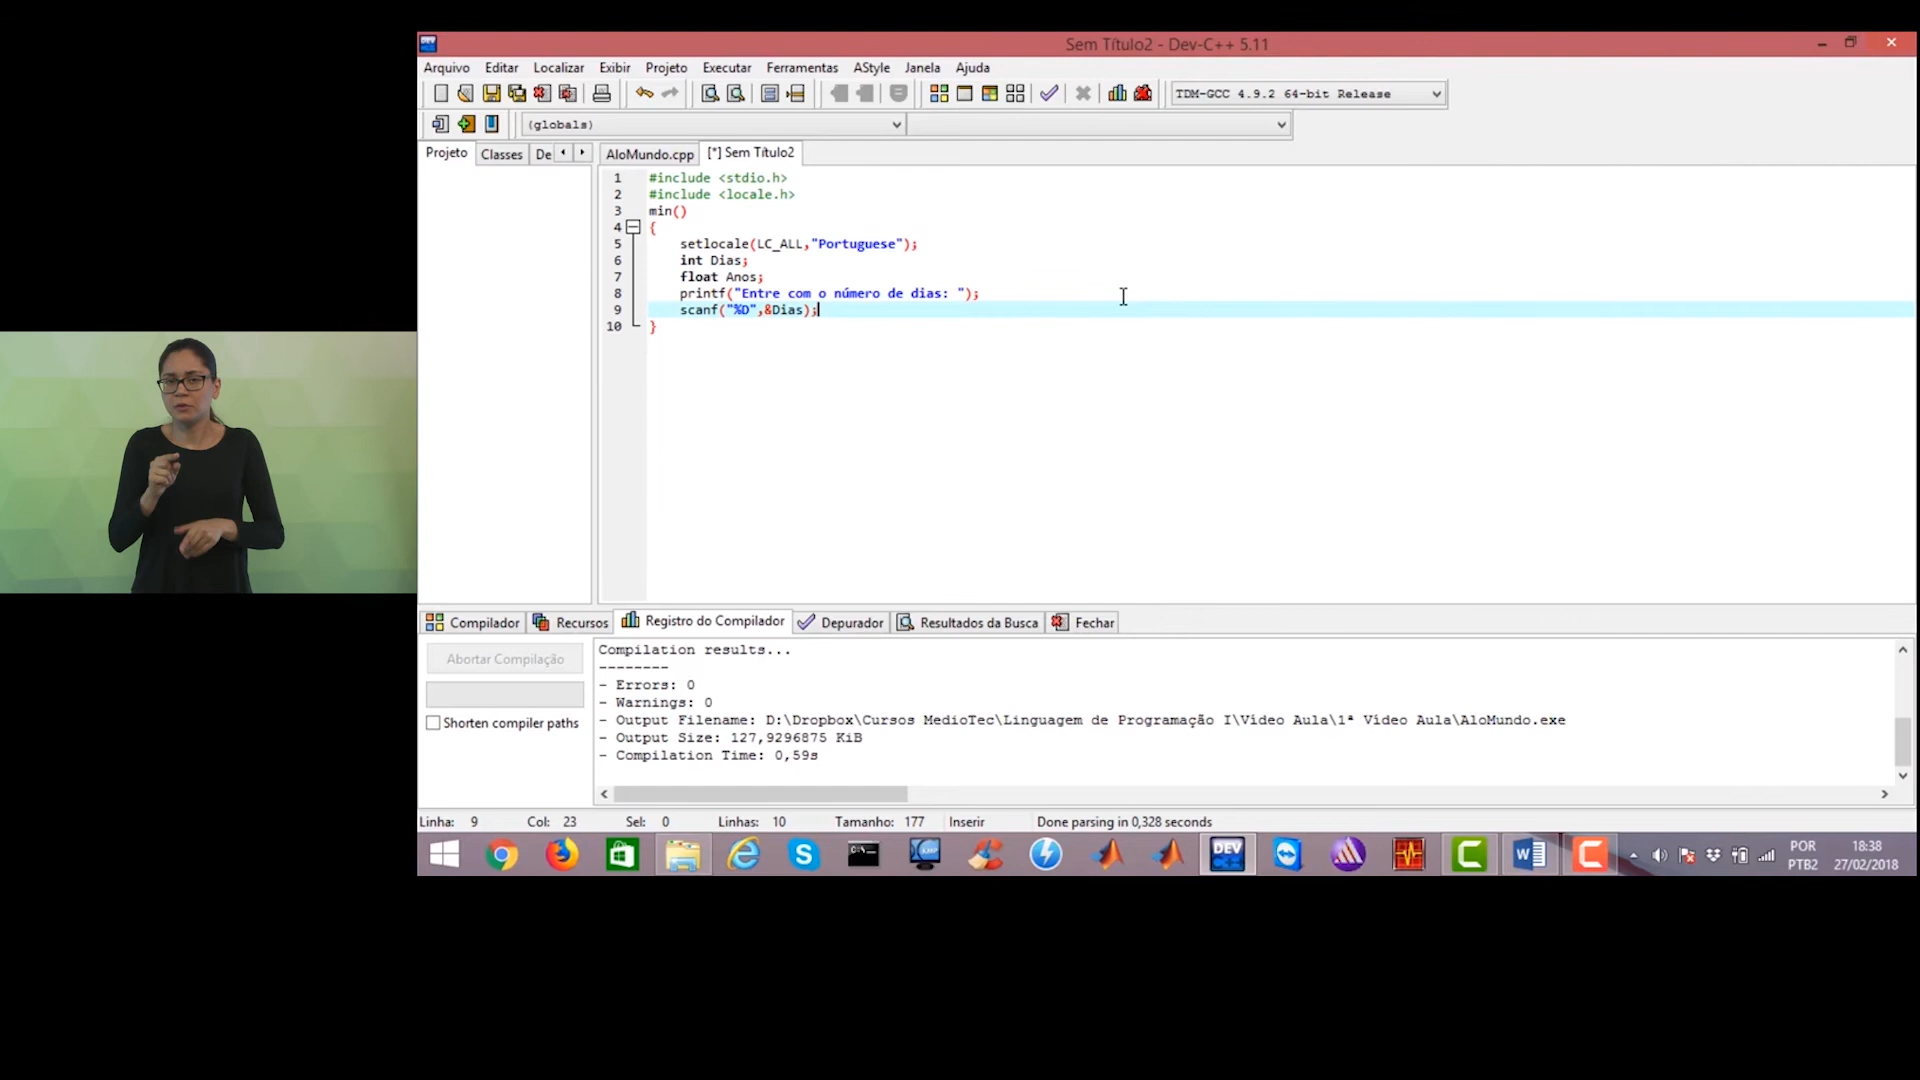 Sem Título2 - Dev-C++ 5.11
Arquivo Editar Localizar Exibir Projeto Executar Ferramentas AStyle Janela Ajuda
TDM-GCC 4.9.2 64-bit Release
(globals)
Projeto Classes De AloMundo.cpp [*] Sem Título2
1 #include <stdio.h>
2 #include <locale.h>
3 min()
4 {
5 setlocale(LC_ALL,"Portuguese");
6 int Dias;
7 float Anos;
8 printf("Entre com o número de dias: ");
9 scanf("%D",&Dias);
10 }
Compilador Recursos Registro do Compilador Depurador Resultados da Busca Fechar
Abortar Compilação
Shorten compiler paths
Compilation results...
--------
- Errors: 0
- Warnings: 0
- Output Filename: D:\Dropbox\Cursos MedioTec\Linguagem de Programação I\Vídeo Aula\1ª Vídeo Aula\AloMundo.exe
- Output Size: 127,9296875 KiB
- Compilation Time: 0,59s
Linha: 9 Col: 23 Sel: 0 Linhas: 10 Tamanho: 177 Inserir Done parsing in 0,328 seconds
DEV
POR
PTB2
18:38
27/02/2018